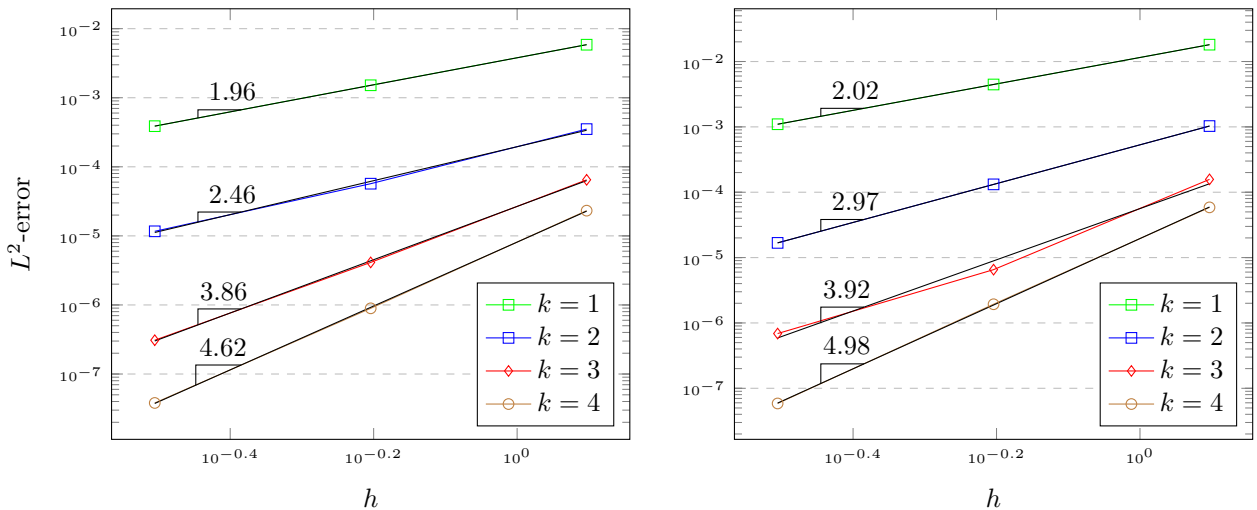 10^{-2}
10^{-3}
10^{-4}
10^{-5}
10^{-6}
10^{-7}
L^2-error
1.96
2.46
3.86
4.62
k = 1
k = 2
k = 3
k = 4
10^{-0.4}
10^{-0.2}
10^{0}
h
10^{-2}
10^{-3}
10^{-4}
10^{-5}
10^{-6}
10^{-7}
2.02
2.97
3.92
4.98
k = 1
k = 2
k = 3
k = 4
10^{-0.4}
10^{-0.2}
10^{0}
h